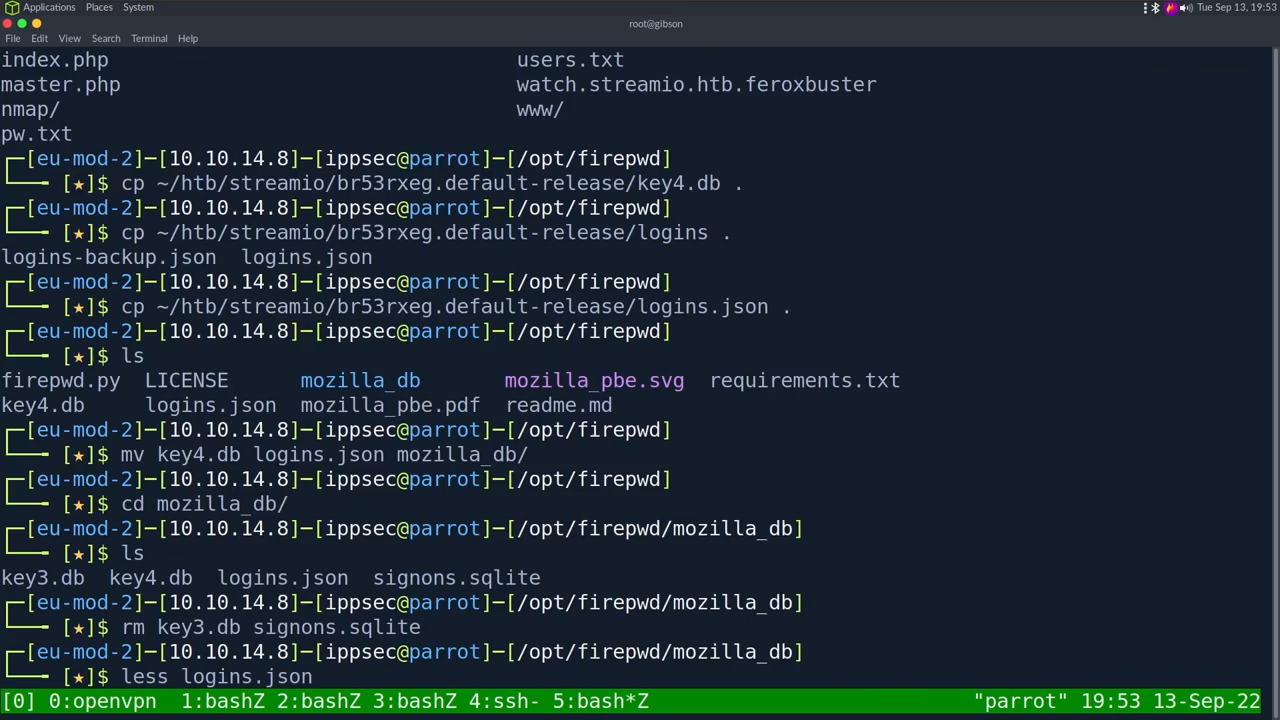 Applications Places System
Tue Sep 13, 19:53
root@gibson
File Edit View Search Terminal Help
index.php users.txt
master.php watch.streamio.htb.feroxbuster
nmap/ www/
pw.txt
┌─[eu-mod-2]─[10.10.14.8]─[ippsec@parrot]─[/opt/firepwd]
└──╼ [★]$ cp ~/htb/streamio/br53rxeg.default-release/key4.db .
┌─[eu-mod-2]─[10.10.14.8]─[ippsec@parrot]─[/opt/firepwd]
└──╼ [★]$ cp ~/htb/streamio/br53rxeg.default-release/logins .
logins-backup.json logins.json
┌─[eu-mod-2]─[10.10.14.8]─[ippsec@parrot]─[/opt/firepwd]
└──╼ [★]$ cp ~/htb/streamio/br53rxeg.default-release/logins.json .
┌─[eu-mod-2]─[10.10.14.8]─[ippsec@parrot]─[/opt/firepwd]
└──╼ [★]$ ls
firepwd.py LICENSE mozilla_db mozilla_pbe.svg requirements.txt
key4.db logins.json mozilla_pbe.pdf readme.md
┌─[eu-mod-2]─[10.10.14.8]─[ippsec@parrot]─[/opt/firepwd]
└──╼ [★]$ mv key4.db logins.json mozilla_db/
┌─[eu-mod-2]─[10.10.14.8]─[ippsec@parrot]─[/opt/firepwd]
└──╼ [★]$ cd mozilla_db/
┌─[eu-mod-2]─[10.10.14.8]─[ippsec@parrot]─[/opt/firepwd/mozilla_db]
└──╼ [★]$ ls
key3.db key4.db logins.json signons.sqlite
┌─[eu-mod-2]─[10.10.14.8]─[ippsec@parrot]─[/opt/firepwd/mozilla_db]
└──╼ [★]$ rm key3.db signons.sqlite
┌─[eu-mod-2]─[10.10.14.8]─[ippsec@parrot]─[/opt/firepwd/mozilla_db]
└──╼ [★]$ less logins.json
[0] 0:openvpn 1:bashZ 2:bashZ 3:bashZ 4:ssh- 5:bash*Z "parrot" 19:53 13-Sep-22